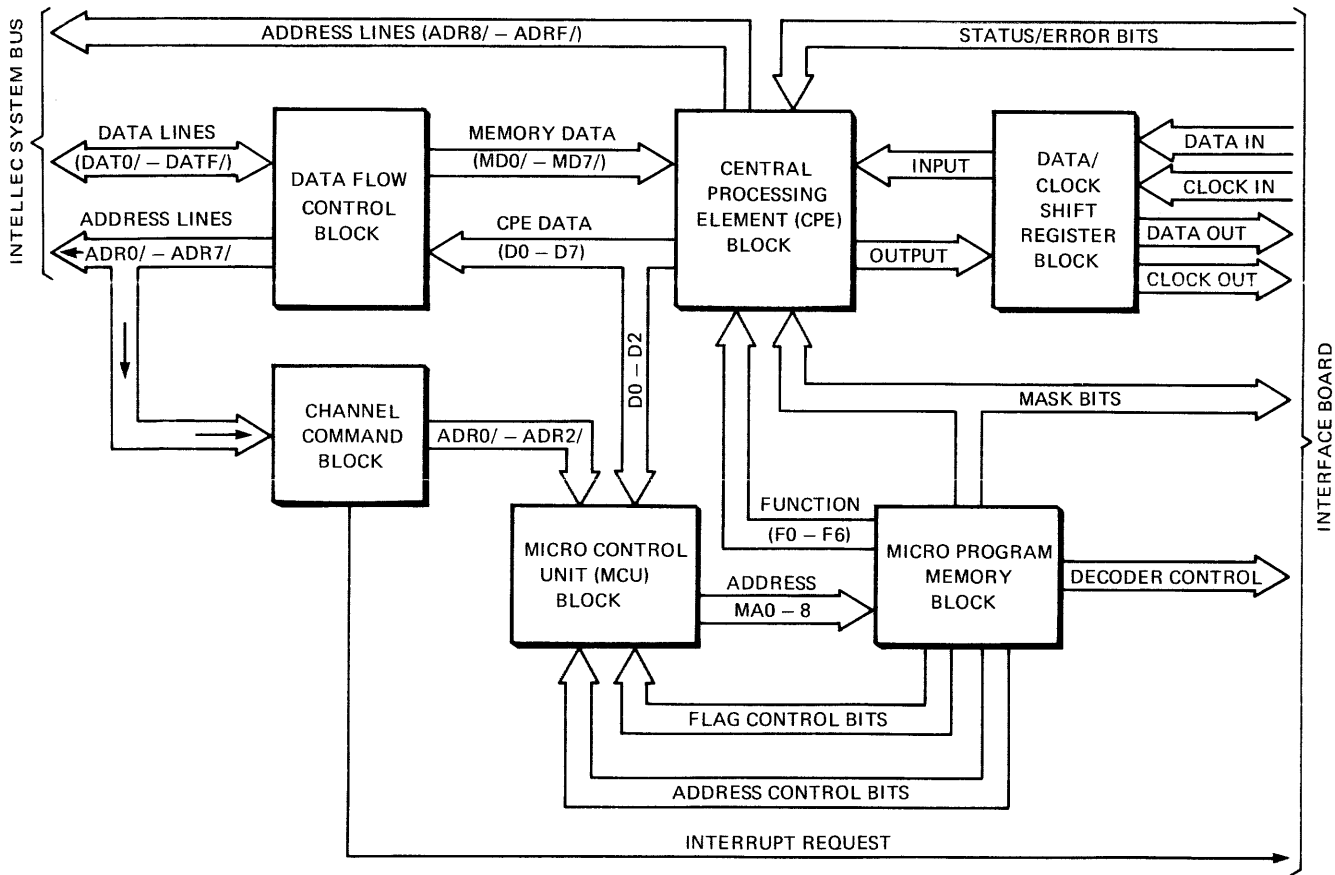 INTELLEC SYSTEM BUS
ADDRESS LINES (ADR8/ – ADRF/)
STATUS/ERROR BITS
DATA LINES
(DAT0/ – DATF/)
ADDRESS LINES
ADR0/ – ADR7/
DATA FLOW
CONTROL
BLOCK
MEMORY DATA
(MD0/ – MD7/)
CPE DATA
(D0 – D7)
CENTRAL
PROCESSING
ELEMENT (CPE)
BLOCK
INPUT
OUTPUT
DATA/
CLOCK
SHIFT
REGISTER
BLOCK
DATA IN
CLOCK IN
DATA OUT
CLOCK OUT
D0 – D2
CHANNEL
COMMAND
BLOCK
ADR0/ – ADR2/
MASK BITS
INTERFACE BOARD
MICRO CONTROL
UNIT (MCU)
BLOCK
FUNCTION
(F0 – F6)
ADDRESS
MA0 – 8
MICRO PROGRAM
MEMORY
BLOCK
DECODER CONTROL
FLAG CONTROL BITS
ADDRESS CONTROL BITS
INTERRUPT REQUEST